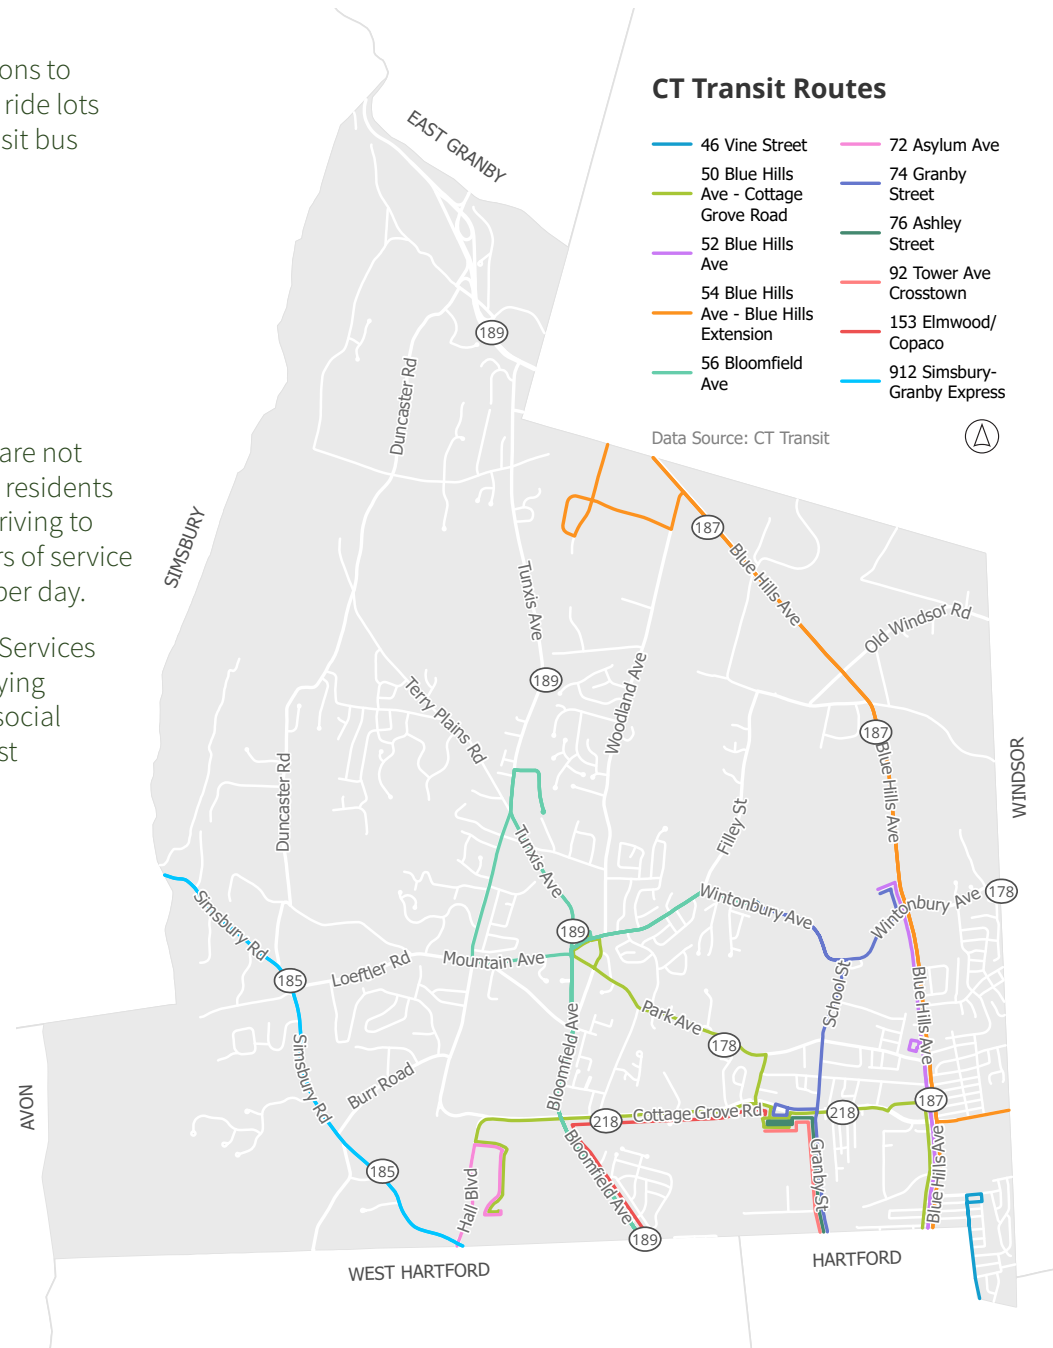 ons to
ride lots
sit bus
are not
residents
riving to
rs of service
per day.
Services
ying
social
st
CT Transit Routes
46 Vine Street
50 Blue Hills
Ave - Cottage
Grove Road
52 Blue Hills
Ave
54 Blue Hills
Ave - Blue Hills
Extension
56 Bloomfield
Ave
72 Asylum Ave
74 Granby
Street
76 Ashley
Street
92 Tower Ave
Crosstown
153 Elmwood/
Copaco
912 Simsbury-
Granby Express
Data Source: CT Transit
EAST GRANBY
189
Duncaster Rd
SIMSBURY
187
Blue Hills Ave
Tunxis Ave
Old Windsor Rd
189
Woodland Ave
Terry Plains Rd
187
WINDSOR
Blue Hills Ave
Duncaster Rd
Filley St
Tunxis Ave
178
Wintonbury Ave
Wintonbury Ave
Simsbury Rd
189
Mountain Ave
Loeftler Rd
185
School St
Blue Hills Ave
Park Ave
178
Bloomfield Ave
Simsbury Rd
Burr Road
AVON
187
218
Cottage Grove Rd
218
Bloomfield Ave
Granby St
Blue Hills Ave
185
Hall Blvd
189
WEST HARTFORD
HARTFORD